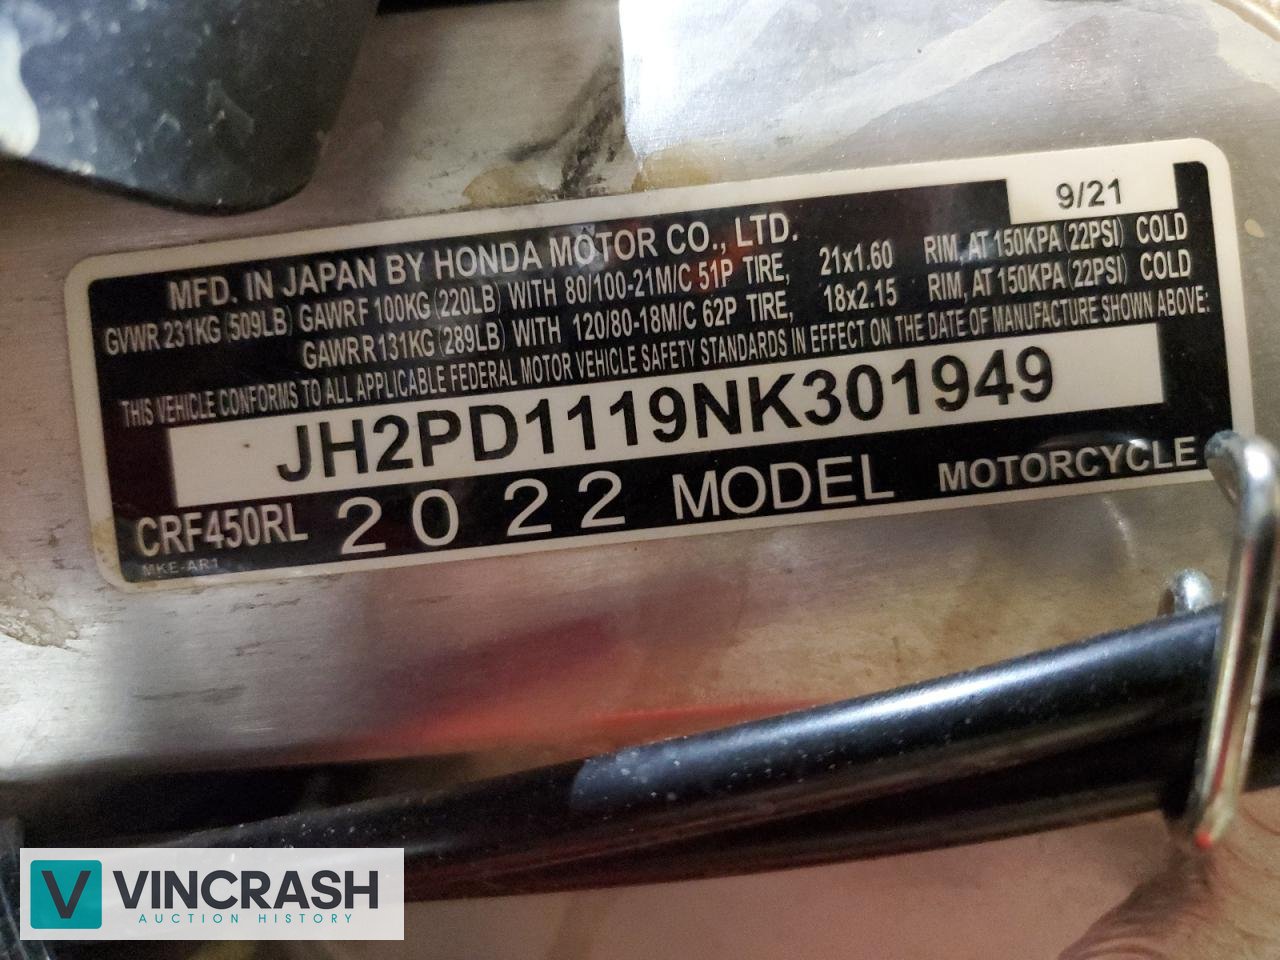 9/21
MFD. IN JAPAN BY HONDA MOTOR CO., LTD.
GVWR 231KG (509LB) GAWR F 100KG (220LB) WITH 80/100-21M/C 51P TIRE, 21x1.60 RIM, AT 150KPA (22PSI) COLD
GAWR R 131KG (289LB) WITH 120/80-18M/C 62P TIRE, 18x2.15 RIM, AT 150KPA (22PSI) COLD
THIS VEHICLE CONFORMS TO ALL APPLICABLE FEDERAL MOTOR VEHICLE SAFETY STANDARDS IN EFFECT ON THE DATE OF MANUFACTURE SHOWN ABOVE:
JH2PD1119NK301949
CRF450RL 2022 MODEL MOTORCYCLE
MKE-AR1
V VINCRASH
AUCTION HISTORY